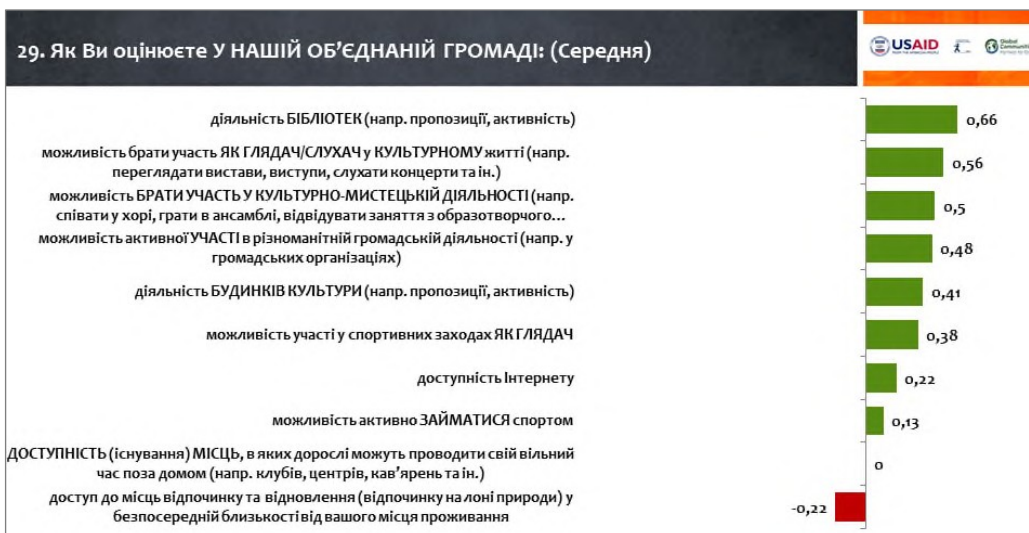 29. Як Ви оцінюєте У НАШІЙ ОБ’ЄДНАНІЙ ГРОМАДІ: (Середня)
USAID
Global
діяльність БІБЛІОТЕК (напр. пропозиції, активність)
0,66
можливість брати участь ЯК ГЛЯДАЧ/СЛУХАЧ у КУЛЬТУРНОМУ житті (напр.
переглядати вистави, виступи, слухати концерти та ін.)
0,56
можливість БРАТИ УЧАСТЬ У КУЛЬТУРНО-МИСТЕЦЬКІЙ ДІЯЛЬНОСТІ (напр.
співати у хорі, грати в ансамблі, відвідувати заняття з образотворчого…
0,5
можливість активної УЧАСТІ в різноманітній громадській діяльності (напр. у
громадських організаціях)
0,48
діяльність БУДИНКІВ КУЛЬТУРИ (напр. пропозиції, активність)
0,41
можливість участі у спортивних заходах ЯК ГЛЯДАЧ
0,38
доступність Інтернету
0,22
можливість активно ЗАЙМАТИСЯ спортом
0,13
ДОСТУПНІСТЬ (існування) МІСЦЬ, в яких дорослі можуть проводити свій вільний
час поза домом (напр. клубів, центрів, кав’ярень та ін.)
0
доступ до місць відпочинку та відновлення (відпочинку на лоні природи) у
безпосередній близькості від вашого місця проживання
-0,22